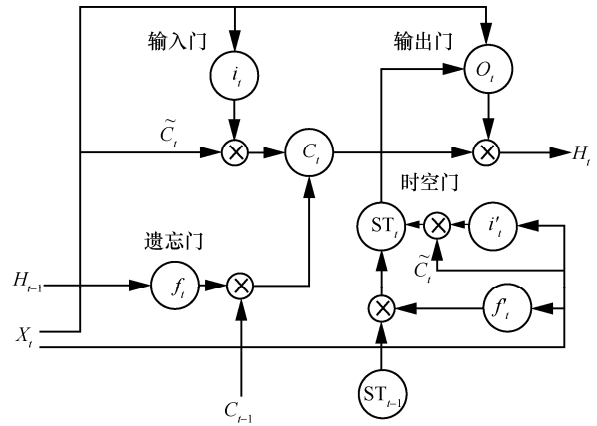 输入门
输出门
i_t
O_t
C̃_t
C_t
H_t
时空门
遗忘门
ST_t
i'_t
C̃_t
H_{t-1}
f_t
f'_t
X_t
C_{t-1}
ST_{t-1}